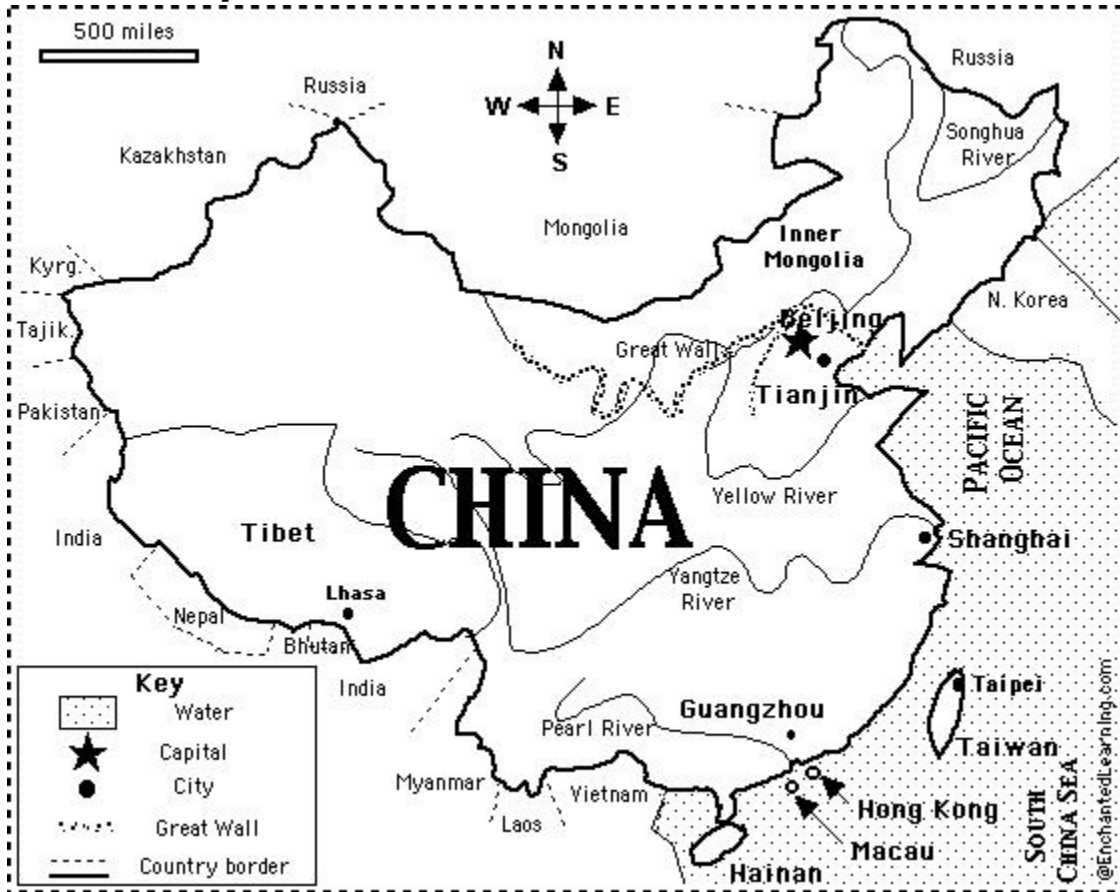 500 miles
N
W E
S
Russia
Russia
Kazakhstan
Songhua
River
Mongolia
Inner
Mongolia
Kyrg.
N. Korea
Tajik.
Beijing
Great Wall
Tianjin
Pakistan
PACIFIC
OCEAN
CHINA
Yellow River
India
Tibet
Shanghai
Yangtze
River
Lhasa
Nepal
Bhutan
India
Key
Water
Capital
City
Great Wall
Country border
Taipei
Guangzhou
Pearl River
Taiwan
Myanmar
Vietnam
Laos
Hong Kong
Macau
Hainan
SOUTH
CHINA SEA
@EnchantedLearning.com